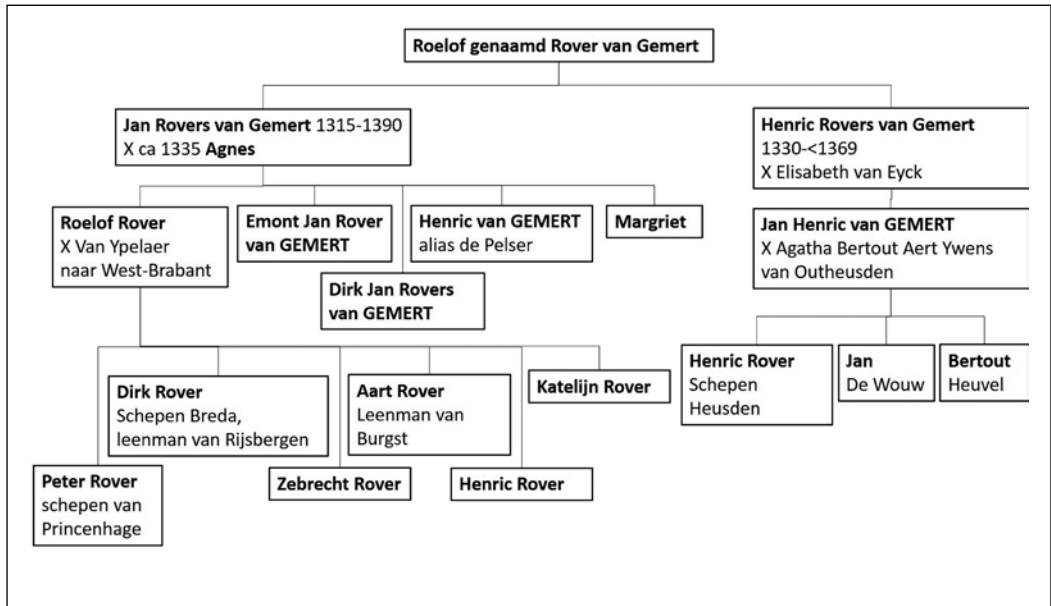 Roelof genaamd Rover van Gemert
Jan Rovers van Gemert 1315-1390
X ca 1335 Agnes
Henric Rovers van Gemert
1330-<1369
X Elisabeth van Eyck
Roelof Rover
X Van Ypelaer
naar West-Brabant
Emont Jan Rover
van GEMERT
Henric van GEMERT
alias de Pelser
Margriet
Jan Henric van GEMERT
X Agatha Bertout Aert Ywens
van Outheusden
Dirk Jan Rovers
van GEMERT
Henric Rover
Schepen
Heusden
Jan
De Wouw
Bertout
Heuvel
Dirk Rover
Schepen Breda,
leenman van Rijsbergen
Aart Rover
Leenman van
Burgst
Katelijn Rover
Peter Rover
schepen van
Princenhage
Zebrecht Rover
Henric Rover